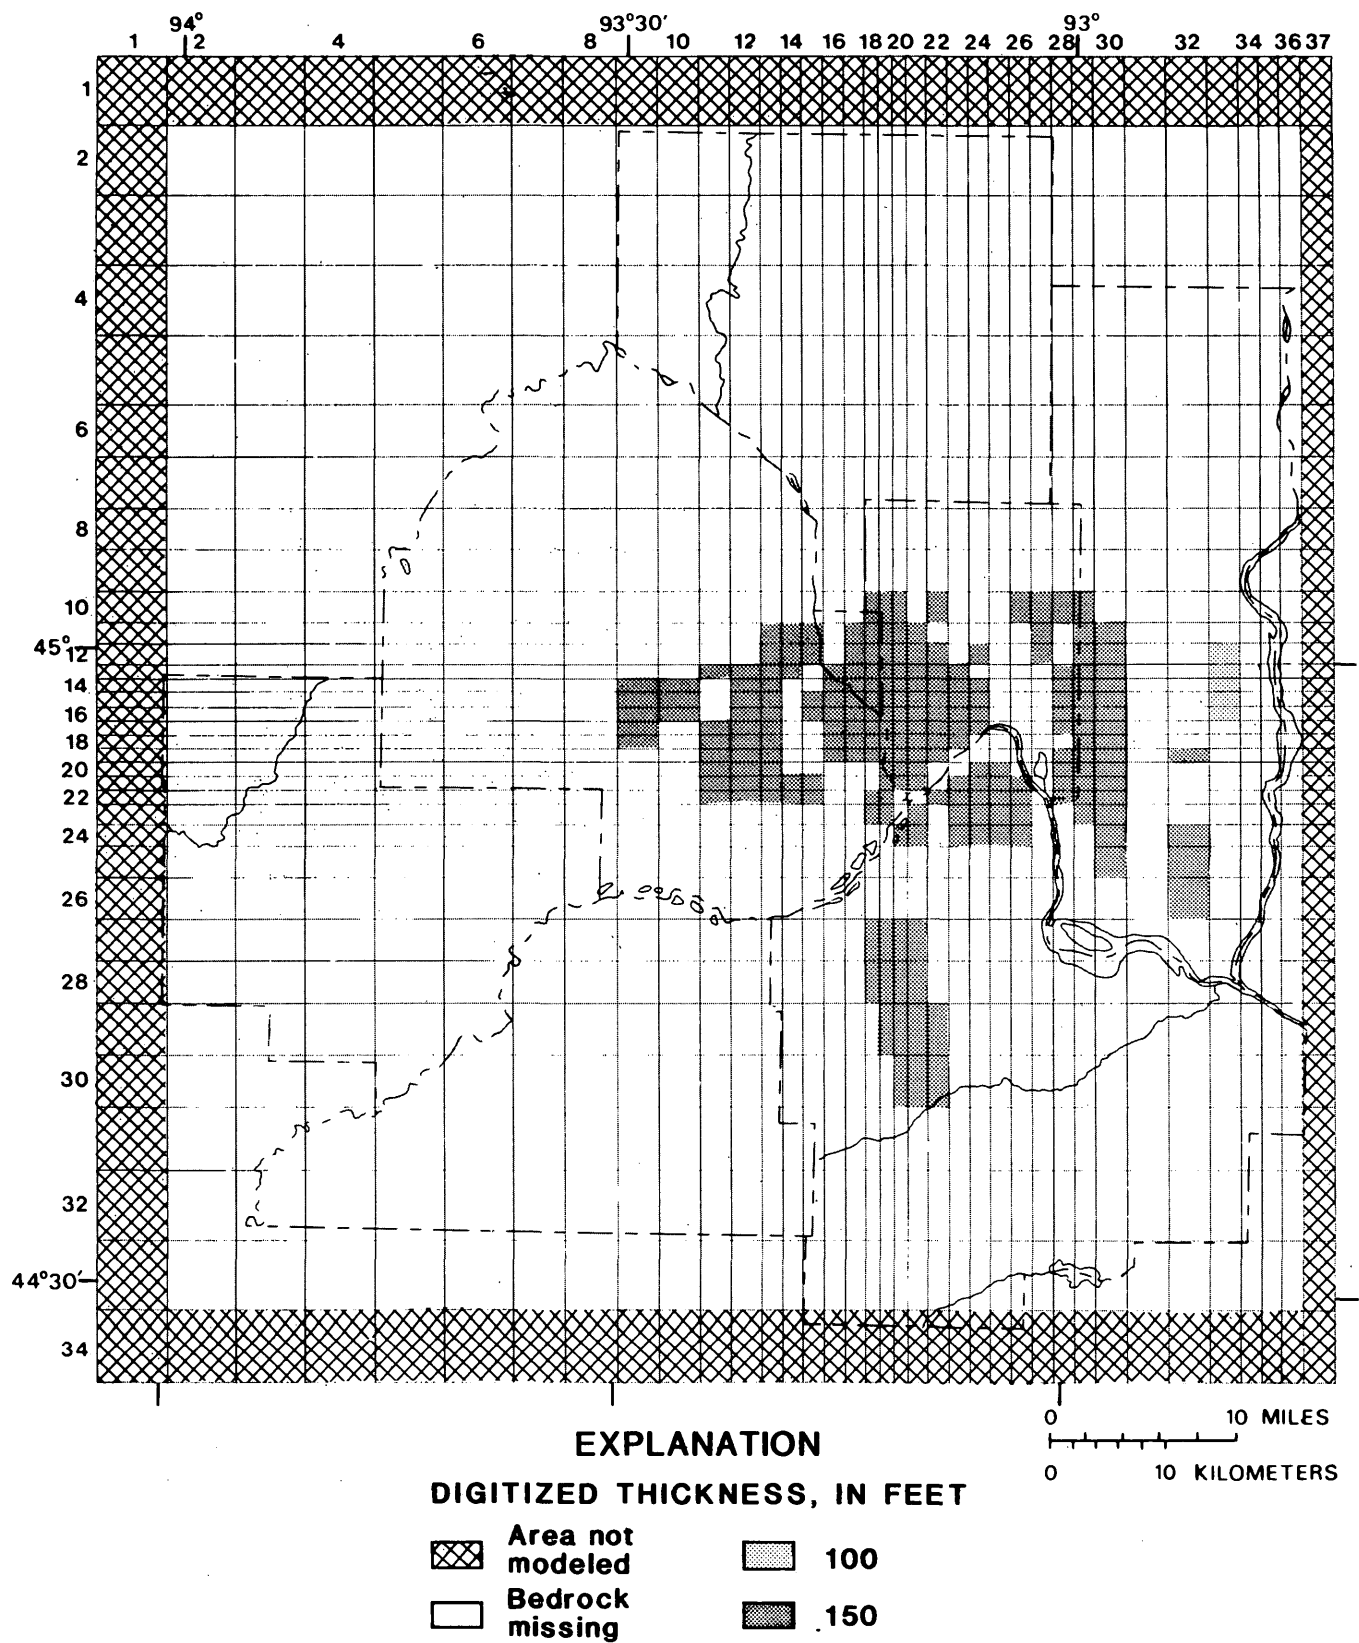 94° 93°30′ 93°
1 2 4 6 8 10 12 14 16 18 20 22 24 26 28 30 32 34 36 37
1
2
4
6
8
10
45°
12
14
16
18
20
22
24
26
28
30
32
44°30′
34
0 10 MILES
0 10 KILOMETERS
EXPLANATION
DIGITIZED THICKNESS, IN FEET
Area not
modeled
100
Bedrock
missing
150